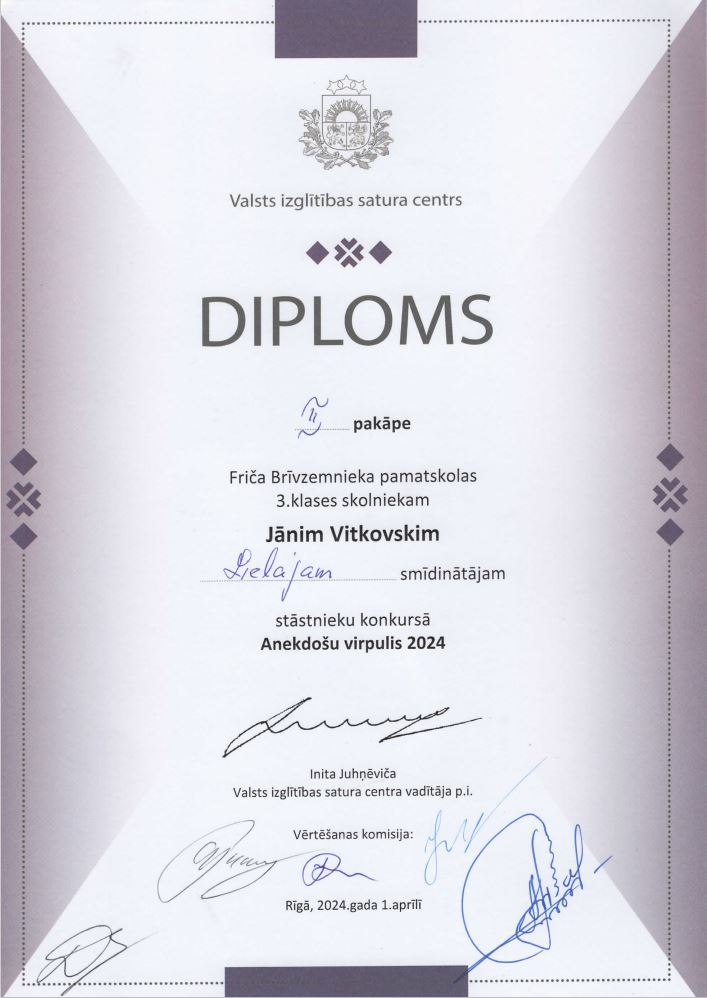 Valsts izglītības satura centrs
DIPLOMS
II pakāpe
Friča Brīvzemnieka pamatskolas
3.klases skolniekam
Jānim Vitkovskim
Lielajam smīdinātājam
stāstnieku konkursā
Anekdošu virpulis 2024
Inita Juhņēviča
Valsts izglītības satura centra vadītāja p.i.
Vērtēšanas komisija:
Rīgā, 2024.gada 1.aprīlī